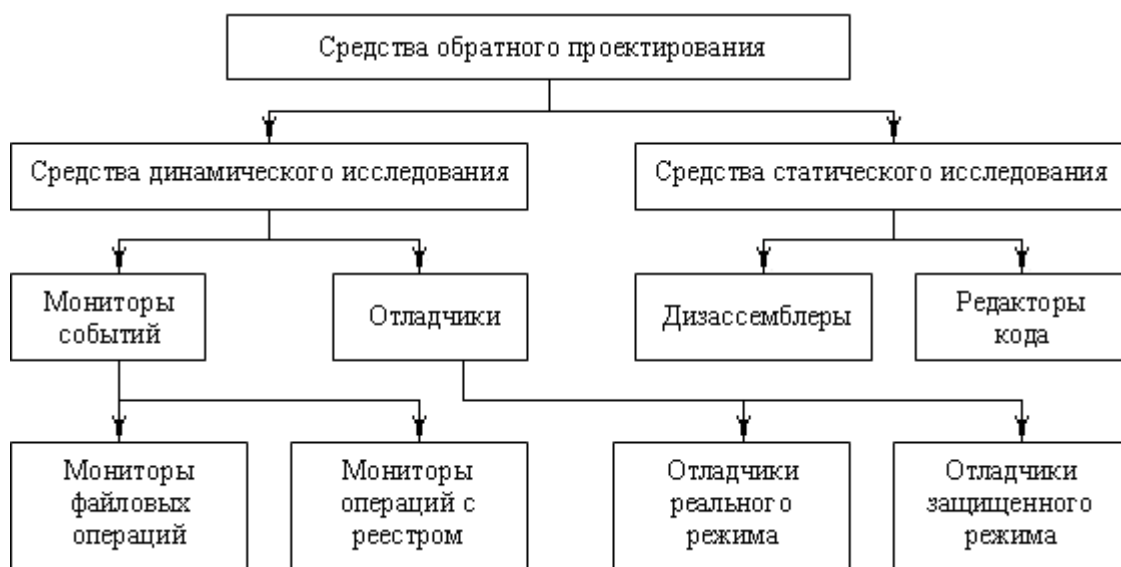 Средства обратного проектирования
Средства динамического исследования
Средства статического исследования
Мониторы
событий
Отладчики
Дизассемблеры
Редакторы
кода
Мониторы
файловых
операций
Мониторы
операций с
реестром
Отладчики
реального
режима
Отладчики
защищенного
режима